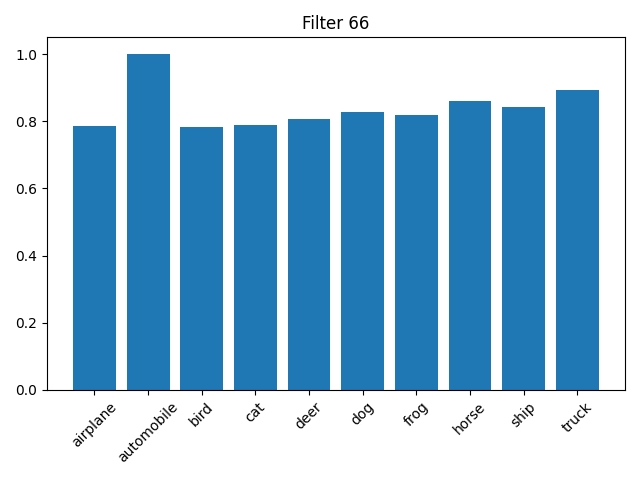 Filter 66
1.0
0.8
0.6
0.4
0.2
0.0
airplane
automobile
bird
cat
deer
dog
frog
horse
ship
truck